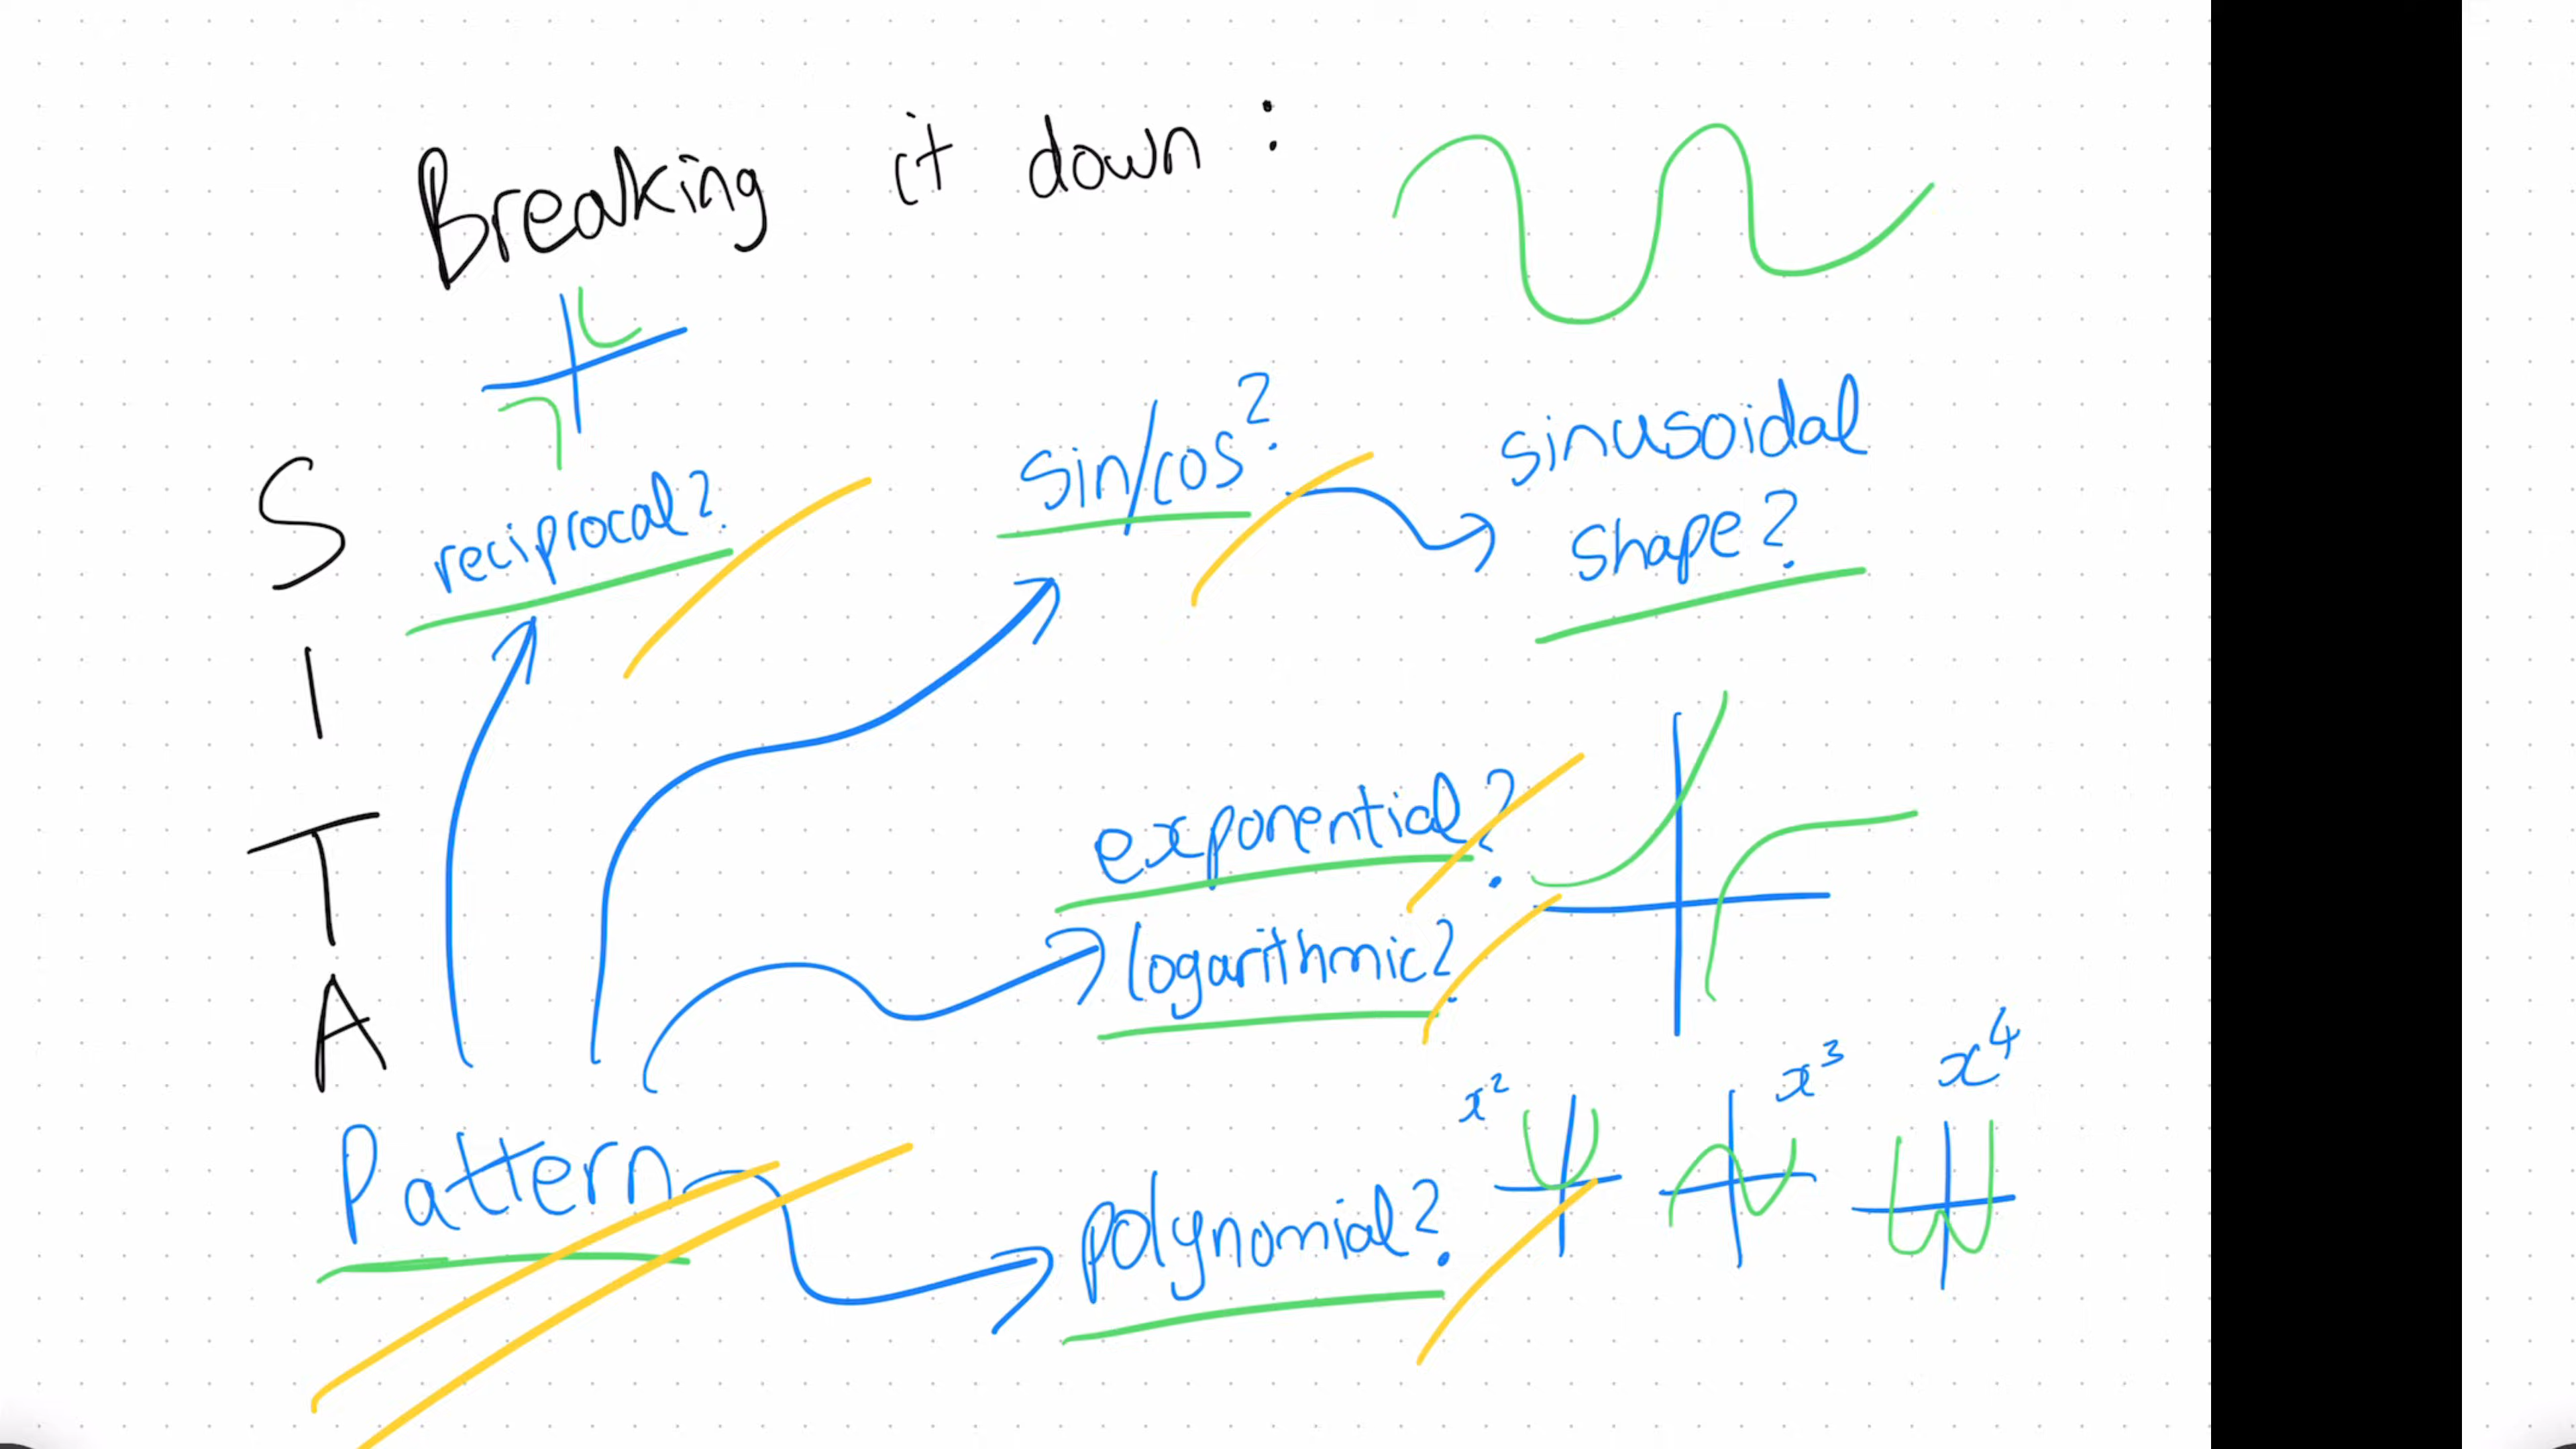 Breaking it down :
S
I
T
A
reciprocal?
sin/cos?
sinusoidal
shape?
exponential?
logarithmic?
Pattern
polynomial?
x²
x³
x⁴